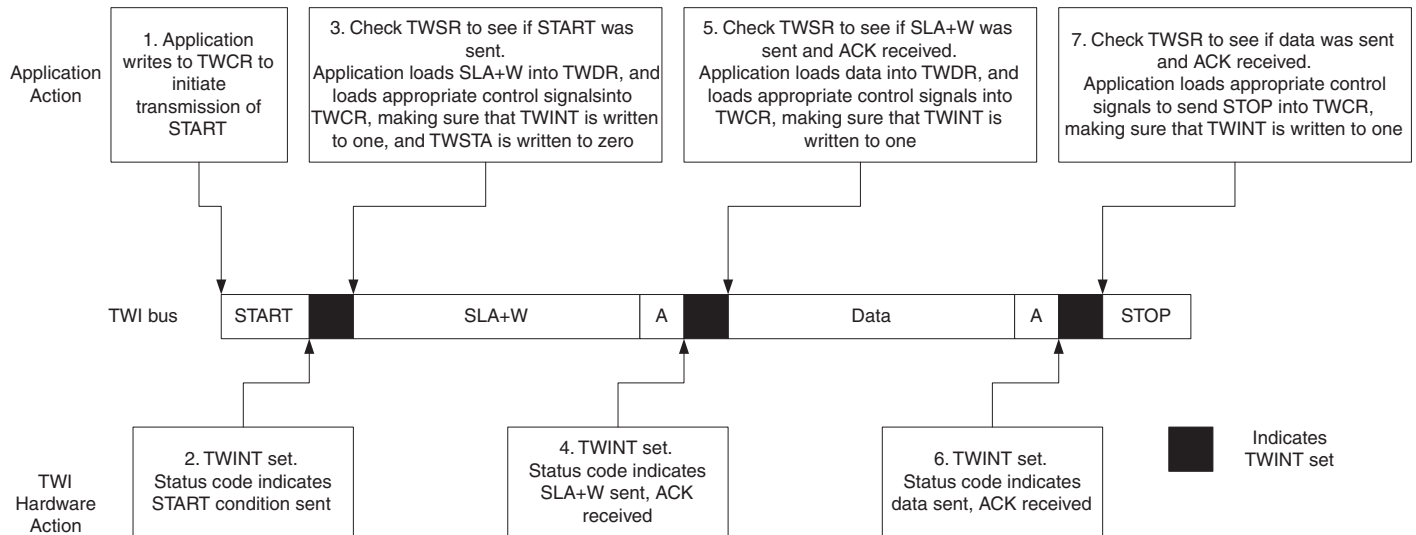 Application
Action
1. Application
writes to TWCR to
initiate
transmission of
START
3. Check TWSR to see if START was
sent.
Application loads SLA+W into TWDR, and
loads appropriate control signalsinto
TWCR, making sure that TWINT is written
to one, and TWSTA is written to zero
5. Check TWSR to see if SLA+W was
sent and ACK received.
Application loads data into TWDR, and
loads appropriate control signals into
TWCR, making sure that TWINT is
written to one
7. Check TWSR to see if data was sent
and ACK received.
Application loads appropriate control
signals to send STOP into TWCR,
making sure that TWINT is written to one
TWI bus
START
SLA+W
A
Data
A
STOP
TWI
Hardware
Action
2. TWINT set.
Status code indicates
START condition sent
4. TWINT set.
Status code indicates
SLA+W sent, ACK
received
6. TWINT set.
Status code indicates
data sent, ACK received
Indicates
TWINT set